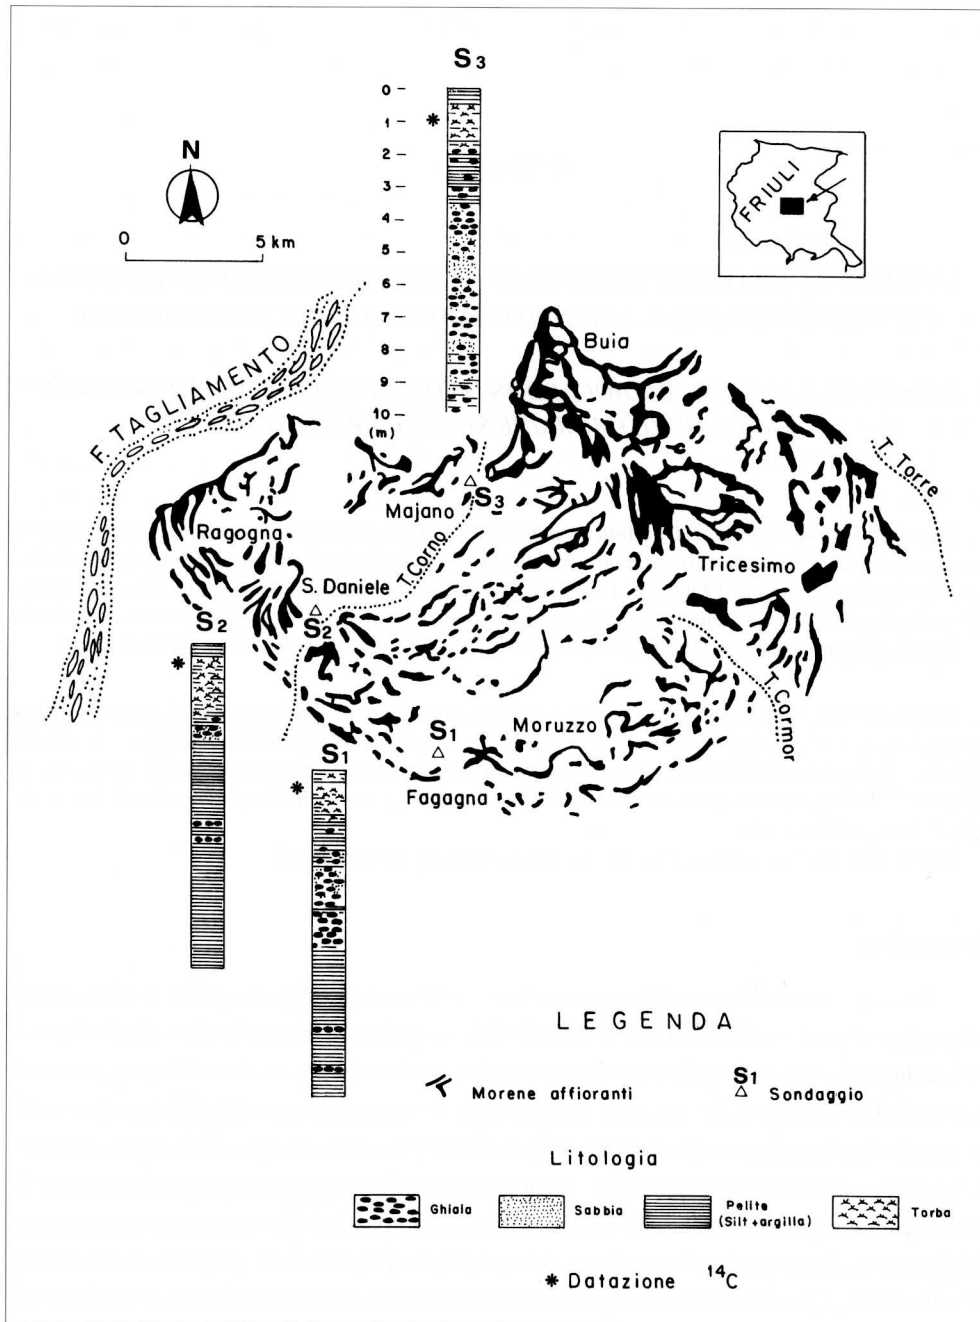 S3
0
1
2
3
4
5
6
7
8
9
10
(m)
N
0 5 km
FRIULI
F. TAGLIAMENTO
Buia
T. Torre
S3
Majano
Ragogna
T. Corno
Tricesimo
S. Daniele
S2
S2
T. Cormor
Moruzzo
S1
S1
Fagagna
LEGENDA
Morene affioranti
S1 Sondaggio
Litologia
Ghiaia
Sabbia
Pelite
(Silt+argilla)
Torba
* Datazione 14C